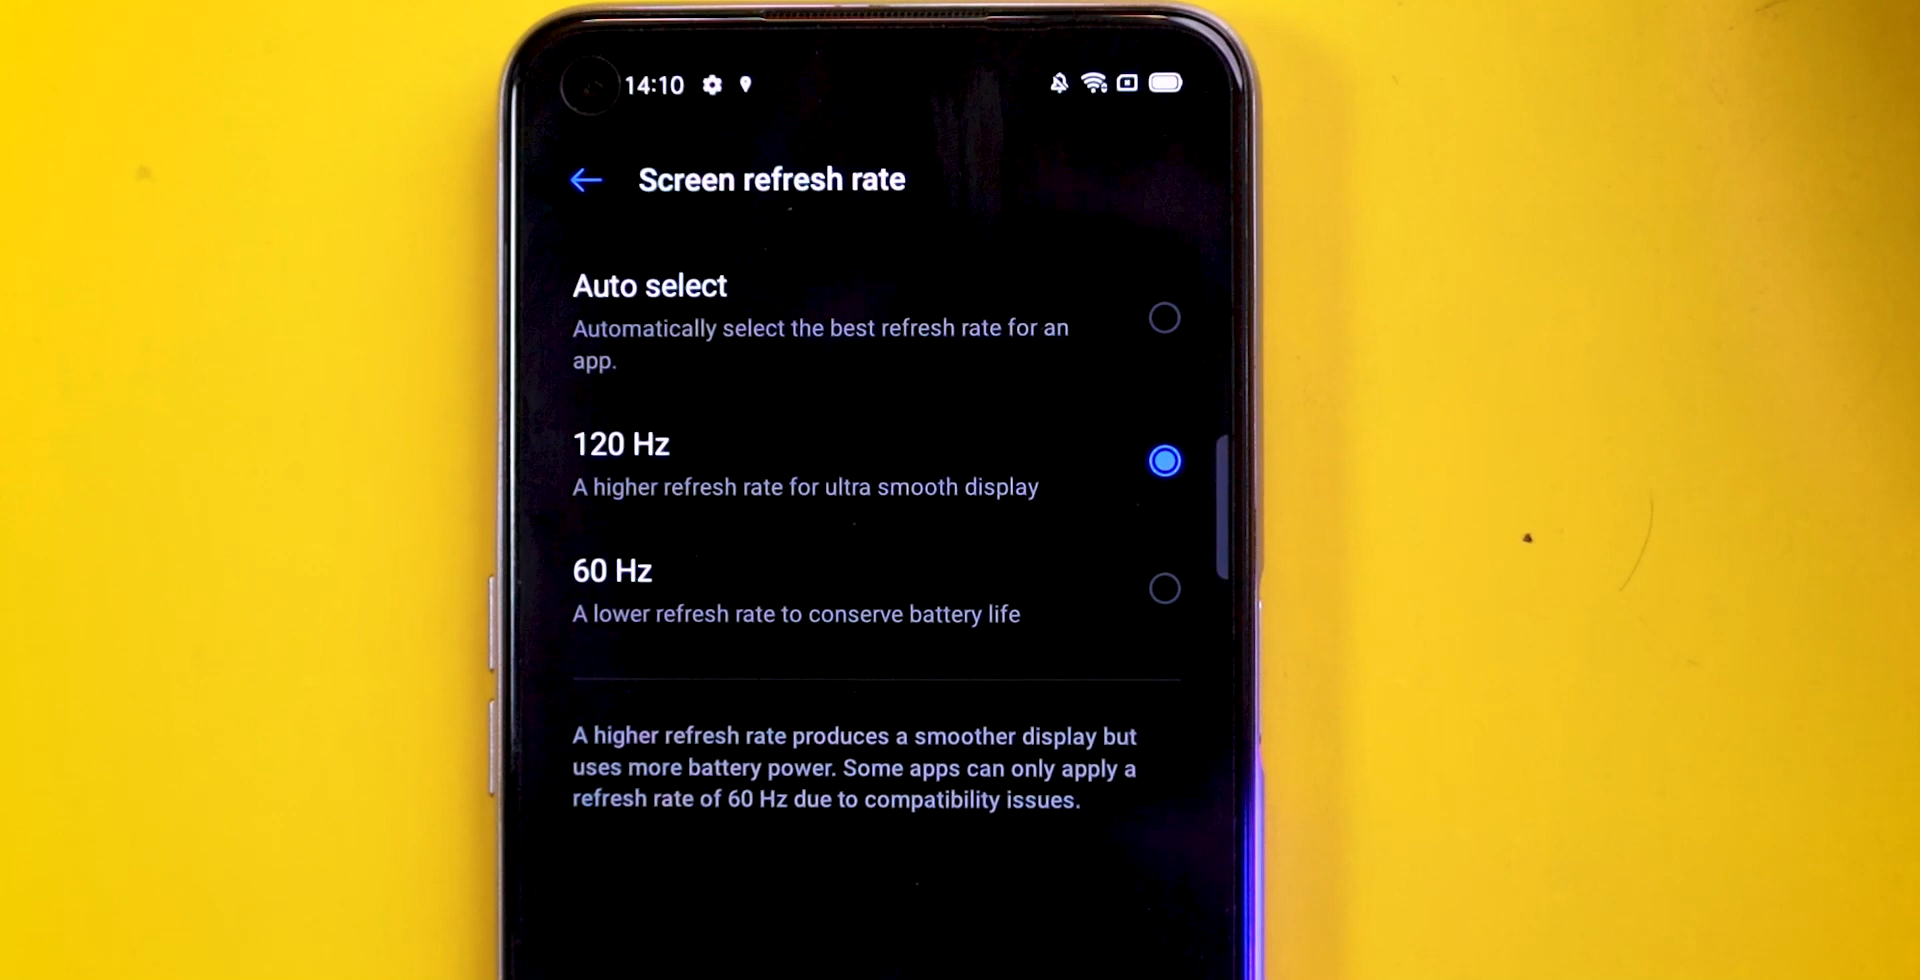 14:10
Screen refresh rate
Auto select
Automatically select the best refresh rate for an
app.
120 Hz
A higher refresh rate for ultra smooth display
60 Hz
A lower refresh rate to conserve battery life
A higher refresh rate produces a smoother display but
uses more battery power. Some apps can only apply a
refresh rate of 60 Hz due to compatibility issues.